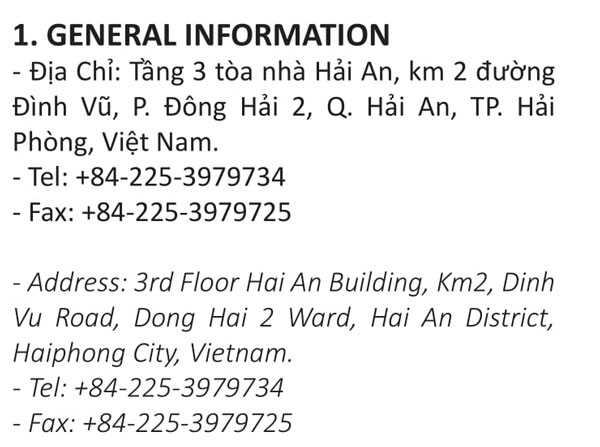 1. GENERAL INFORMATION
- Địa Chỉ: Tầng 3 tòa nhà Hải An, km 2 đường
Đình Vũ, P. Đông Hải 2, Q. Hải An, TP. Hải
Phòng, Việt Nam.
- Tel: +84-225-3979734
- Fax: +84-225-3979725
- Address: 3rd Floor Hai An Building, Km2, Dinh
Vu Road, Dong Hai 2 Ward, Hai An District,
Haiphong City, Vietnam.
- Tel: +84-225-3979734
- Fax: +84-225-3979725